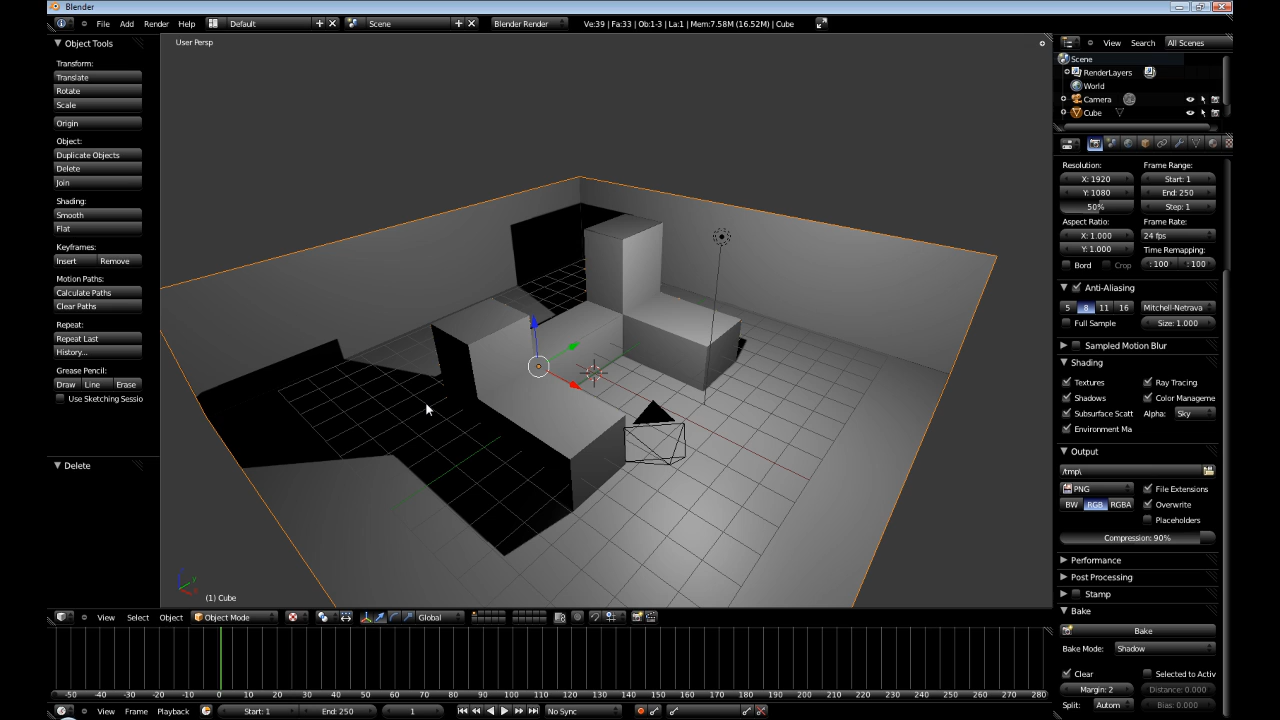 Blender
File Add Render Help Default Scene Blender Render Ve:39 | Fa:33 | Ob:1-3 | La:1 | Mem:7.58M (16.52M) | Cube
Object Tools
Transform:
Translate
Rotate
Scale
Origin
Object:
Duplicate Objects
Delete
Join
Shading:
Smooth
Flat
Keyframes:
Insert Remove
Motion Paths:
Calculate Paths
Clear Paths
Repeat:
Repeat Last
History...
Grease Pencil:
Draw Line Erase
Use Sketching Sessio
Delete
User Persp
(1) Cube
View Search All Scenes
Scene
RenderLayers
World
Camera
Cube
Resolution: Frame Range:
X: 1920 Start: 1
Y: 1080 End: 250
50% Step: 1
Aspect Ratio: Frame Rate:
X: 1.000 24 fps
Y: 1.000 Time Remapping:
Bord Crop : 100 : 100
Anti-Aliasing
5 8 11 16 Mitchell-Netrava
Full Sample Size: 1.000
Sampled Motion Blur
Shading
Textures Ray Tracing
Shadows Color Manageme
Subsurface Scatt Alpha: Sky
Environment Ma
Output
/tmp\
PNG File Extensions
BW RGB RGBA Overwrite
Placeholders
Compression: 90%
Performance
Post Processing
Stamp
Bake
Bake
Bake Mode: Shadow
Clear Selected to Activ
Margin: 2 Distance: 0.000
Split: Autom Bias: 0.000
View Select Object Object Mode Global
-50 -40 -30 -20 -10 0 10 20 30 40 50 60 70 80 90 100 110 120 130 140 150 160 170 180 190 200 210 220 230 240 250 260 270 280
View Frame Playback Start: 1 End: 250 1 No Sync